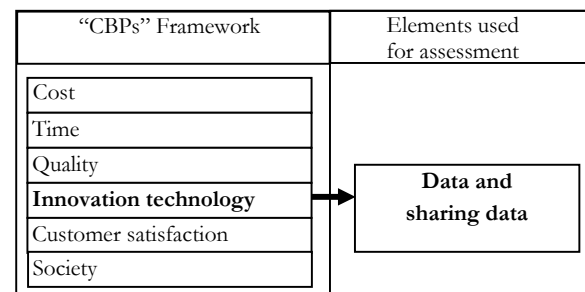 “CBPs” Framework
Elements used
for assessment
Cost
Time
Quality
Innovation technology
Customer satisfaction
Society
Data and
sharing data